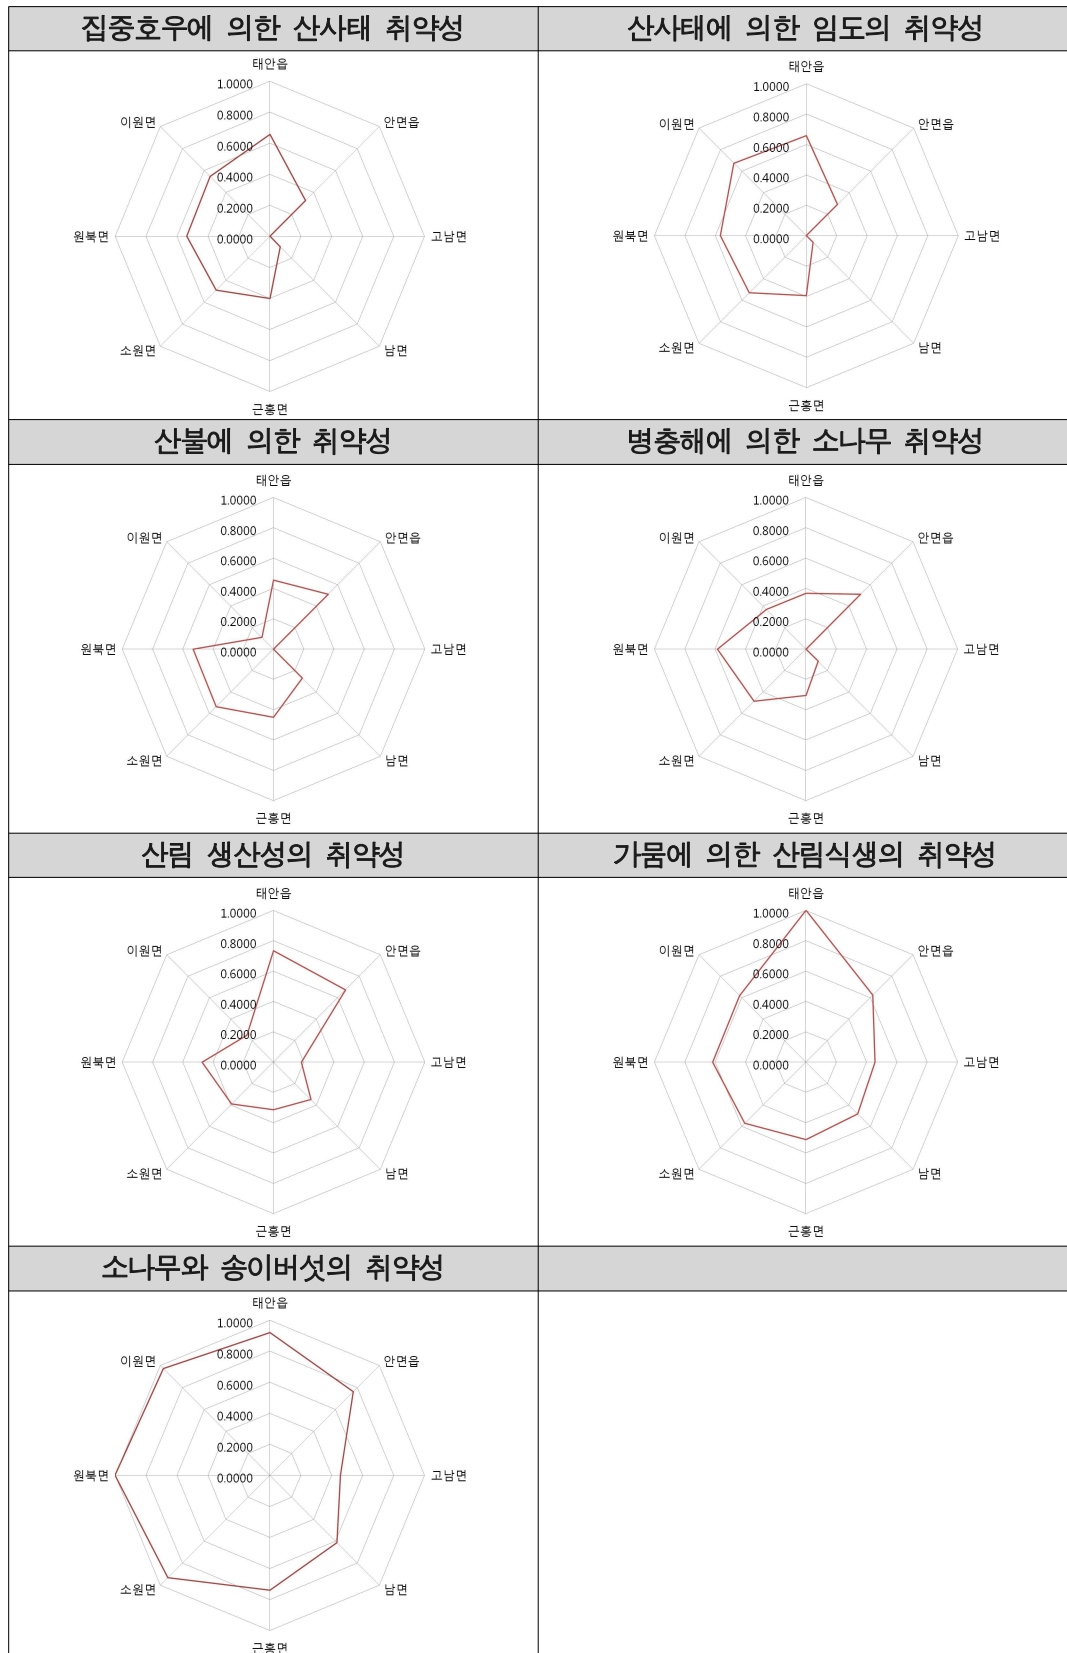 집중호우에 의한 산사태 취약성
태안읍
1.0000
0.8000
0.6000
0.4000
0.2000
0.0000
안면읍
고남면
남면
근흥면
소원면
원북면
이원면
산사태에 의한 임도의 취약성
태안읍
1.0000
0.8000
0.6000
0.4000
0.2000
0.0000
안면읍
고남면
남면
근흥면
소원면
원북면
이원면
산불에 의한 취약성
태안읍
1.0000
0.8000
0.6000
0.4000
0.2000
0.0000
안면읍
고남면
남면
근흥면
소원면
원북면
이원면
병충해에 의한 소나무 취약성
태안읍
1.0000
0.8000
0.6000
0.4000
0.2000
0.0000
안면읍
고남면
남면
근흥면
소원면
원북면
이원면
산림 생산성의 취약성
태안읍
1.0000
0.8000
0.6000
0.4000
0.2000
0.0000
안면읍
고남면
남면
근흥면
소원면
원북면
이원면
가뭄에 의한 산림식생의 취약성
태안읍
1.0000
0.8000
0.6000
0.4000
0.2000
0.0000
안면읍
고남면
남면
근흥면
소원면
원북면
이원면
소나무와 송이버섯의 취약성
태안읍
1.0000
0.8000
0.6000
0.4000
0.2000
0.0000
안면읍
고남면
남면
근흥면
소원면
원북면
이원면